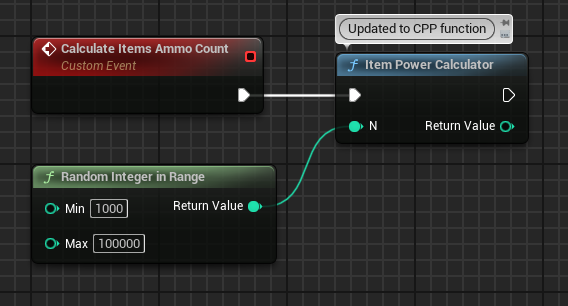 Updated to CPP function
Calculate Items Ammo Count
Custom Event
f Item Power Calculator
N Return Value
f Random Integer in Range
Min 1000 Return Value
Max 100000